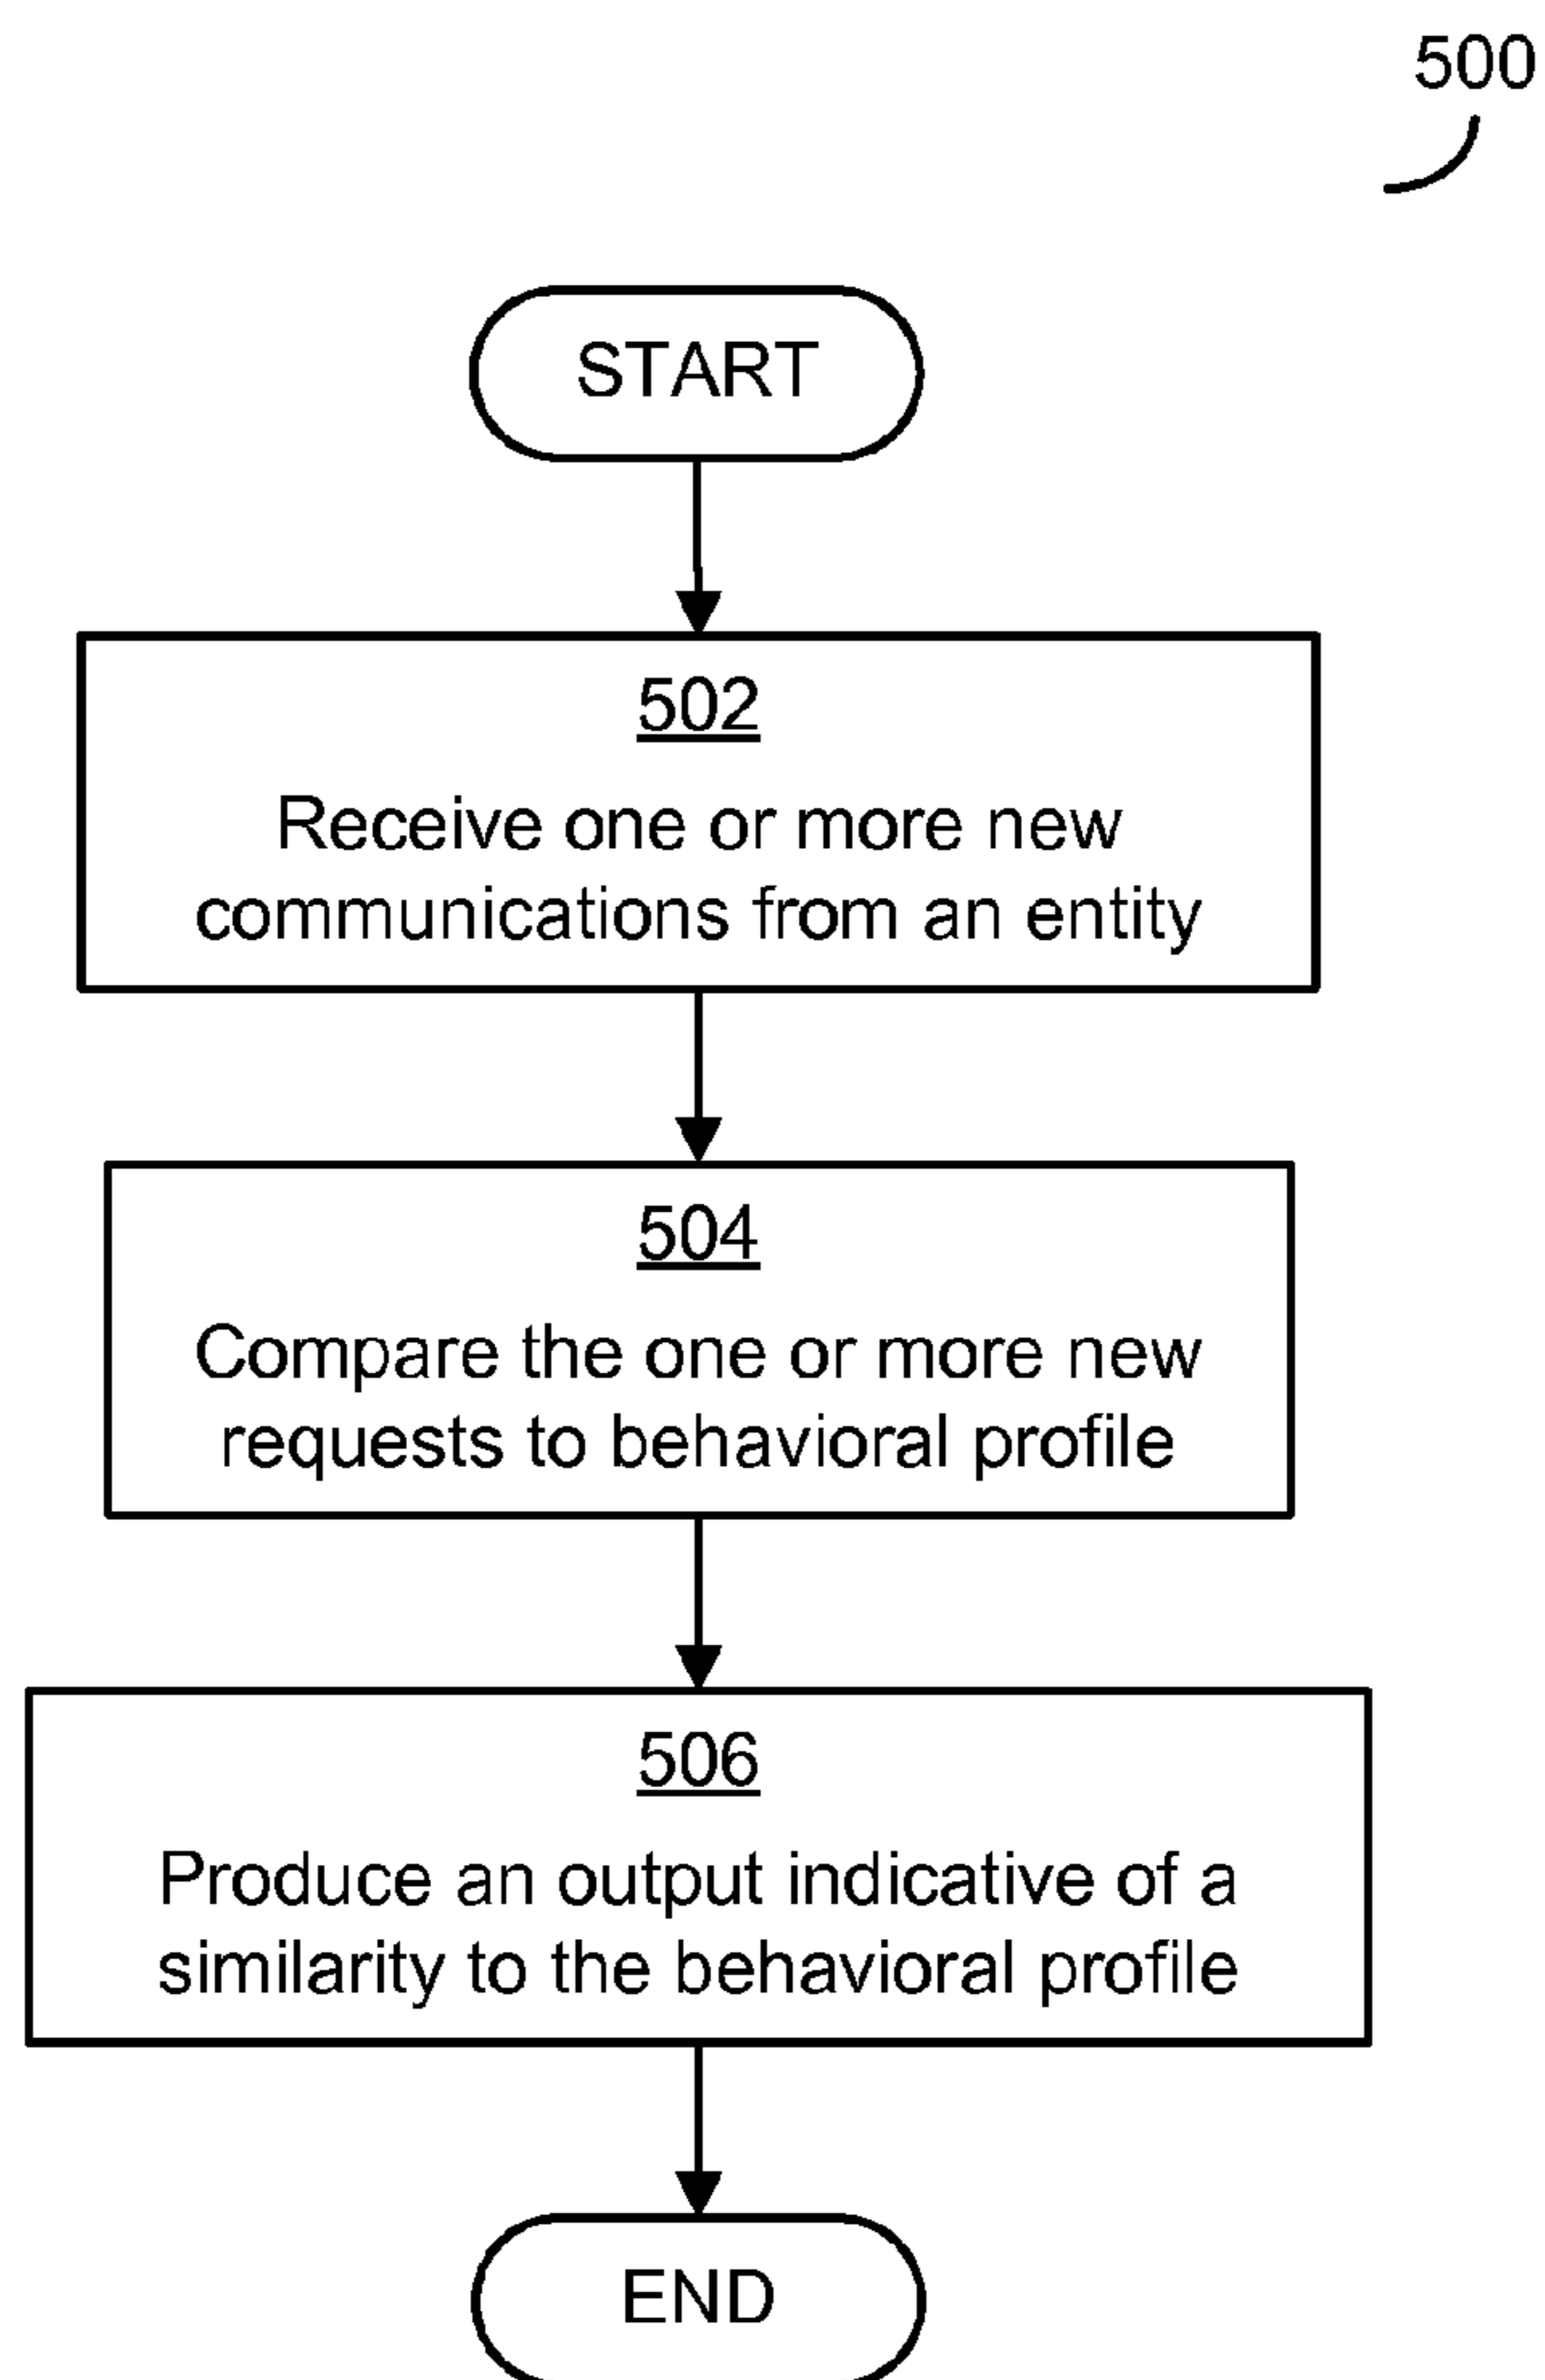 500
START
502
Receive one or more new
communications from an entity
504
Compare the one or more new
requests to behavioral profile
506
Produce an output indicative of a
similarity to the behavioral profile
END